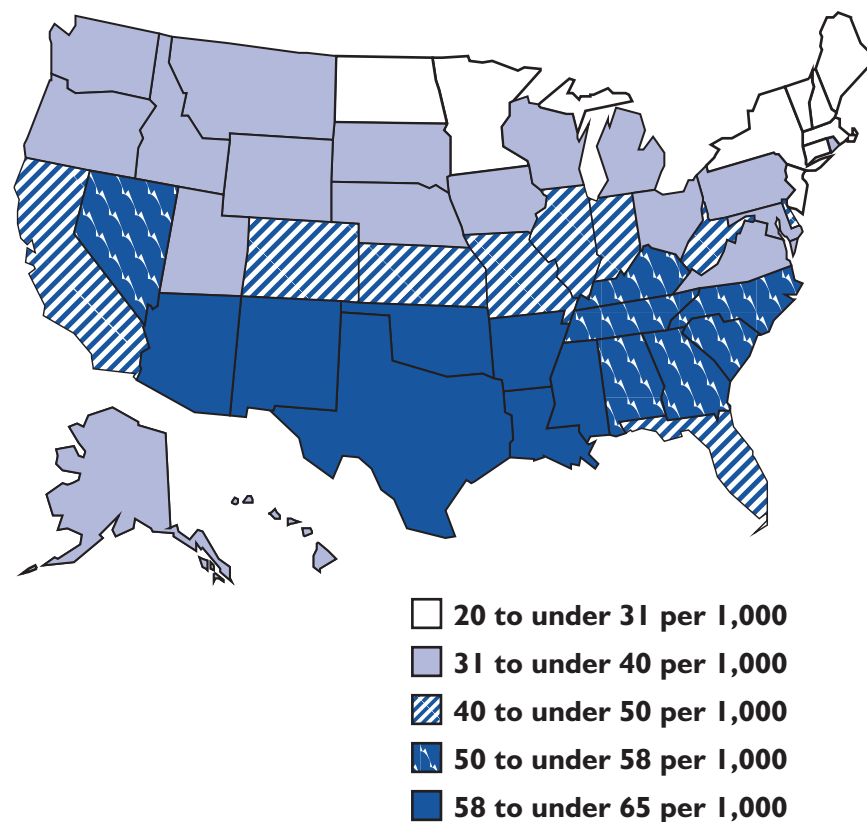 20 to under 31 per 1,000
31 to under 40 per 1,000
40 to under 50 per 1,000
50 to under 58 per 1,000
58 to under 65 per 1,000